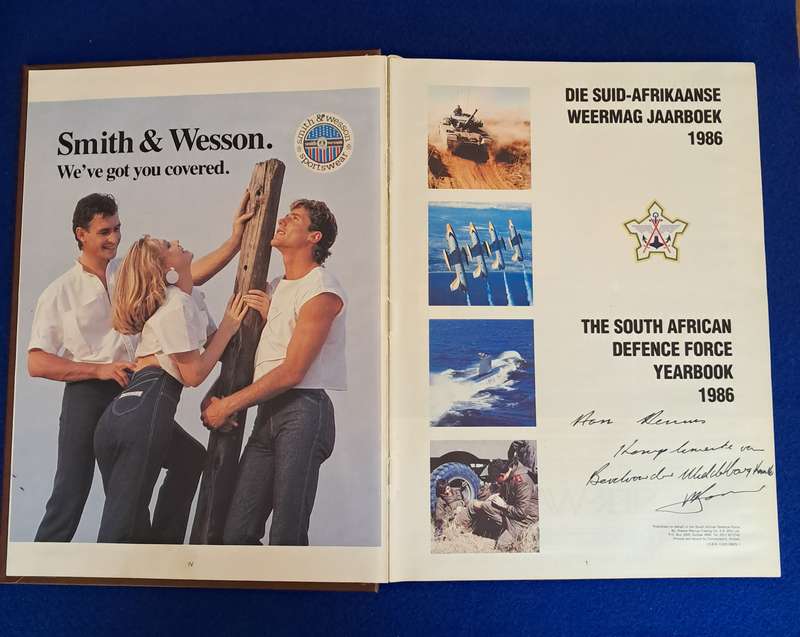 Smith & Wesson.
We've got you covered.
smith & wesson
sportswear
IV
DIE SUID-AFRIKAANSE
WEERMAG JAARBOEK
1986
THE SOUTH AFRICAN
DEFENCE FORCE
YEARBOOK
1986
Aan Dennis
Komplimente van
Bevelvoerder
1